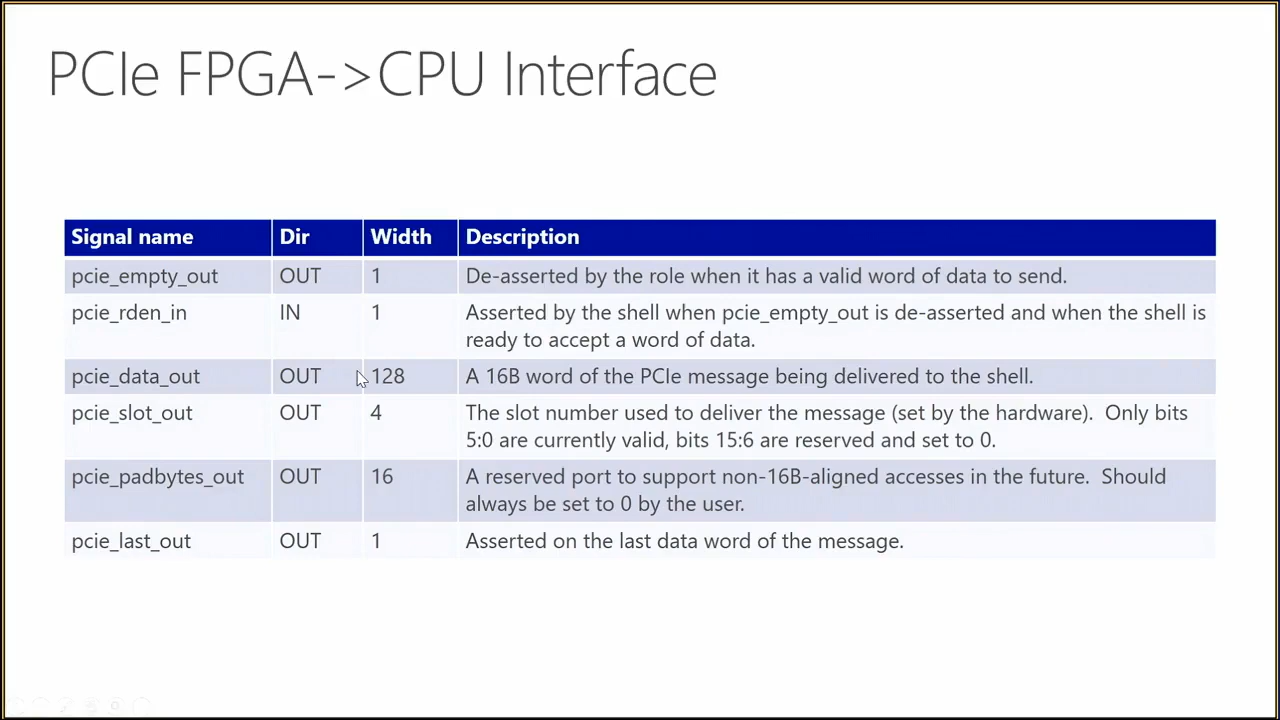 PCIe FPGA->CPU Interface
Signal name Dir Width Description
pcie_empty_out OUT 1 De-asserted by the role when it has a valid word of data to send.
pcie_rden_in IN 1 Asserted by the shell when pcie_empty_out is de-asserted and when the shell is
ready to accept a word of data.
pcie_data_out OUT 128 A 16B word of the PCIe message being delivered to the shell.
pcie_slot_out OUT 4 The slot number used to deliver the message (set by the hardware). Only bits
5:0 are currently valid, bits 15:6 are reserved and set to 0.
pcie_padbytes_out OUT 16 A reserved port to support non-16B-aligned accesses in the future. Should
always be set to 0 by the user.
pcie_last_out OUT 1 Asserted on the last data word of the message.